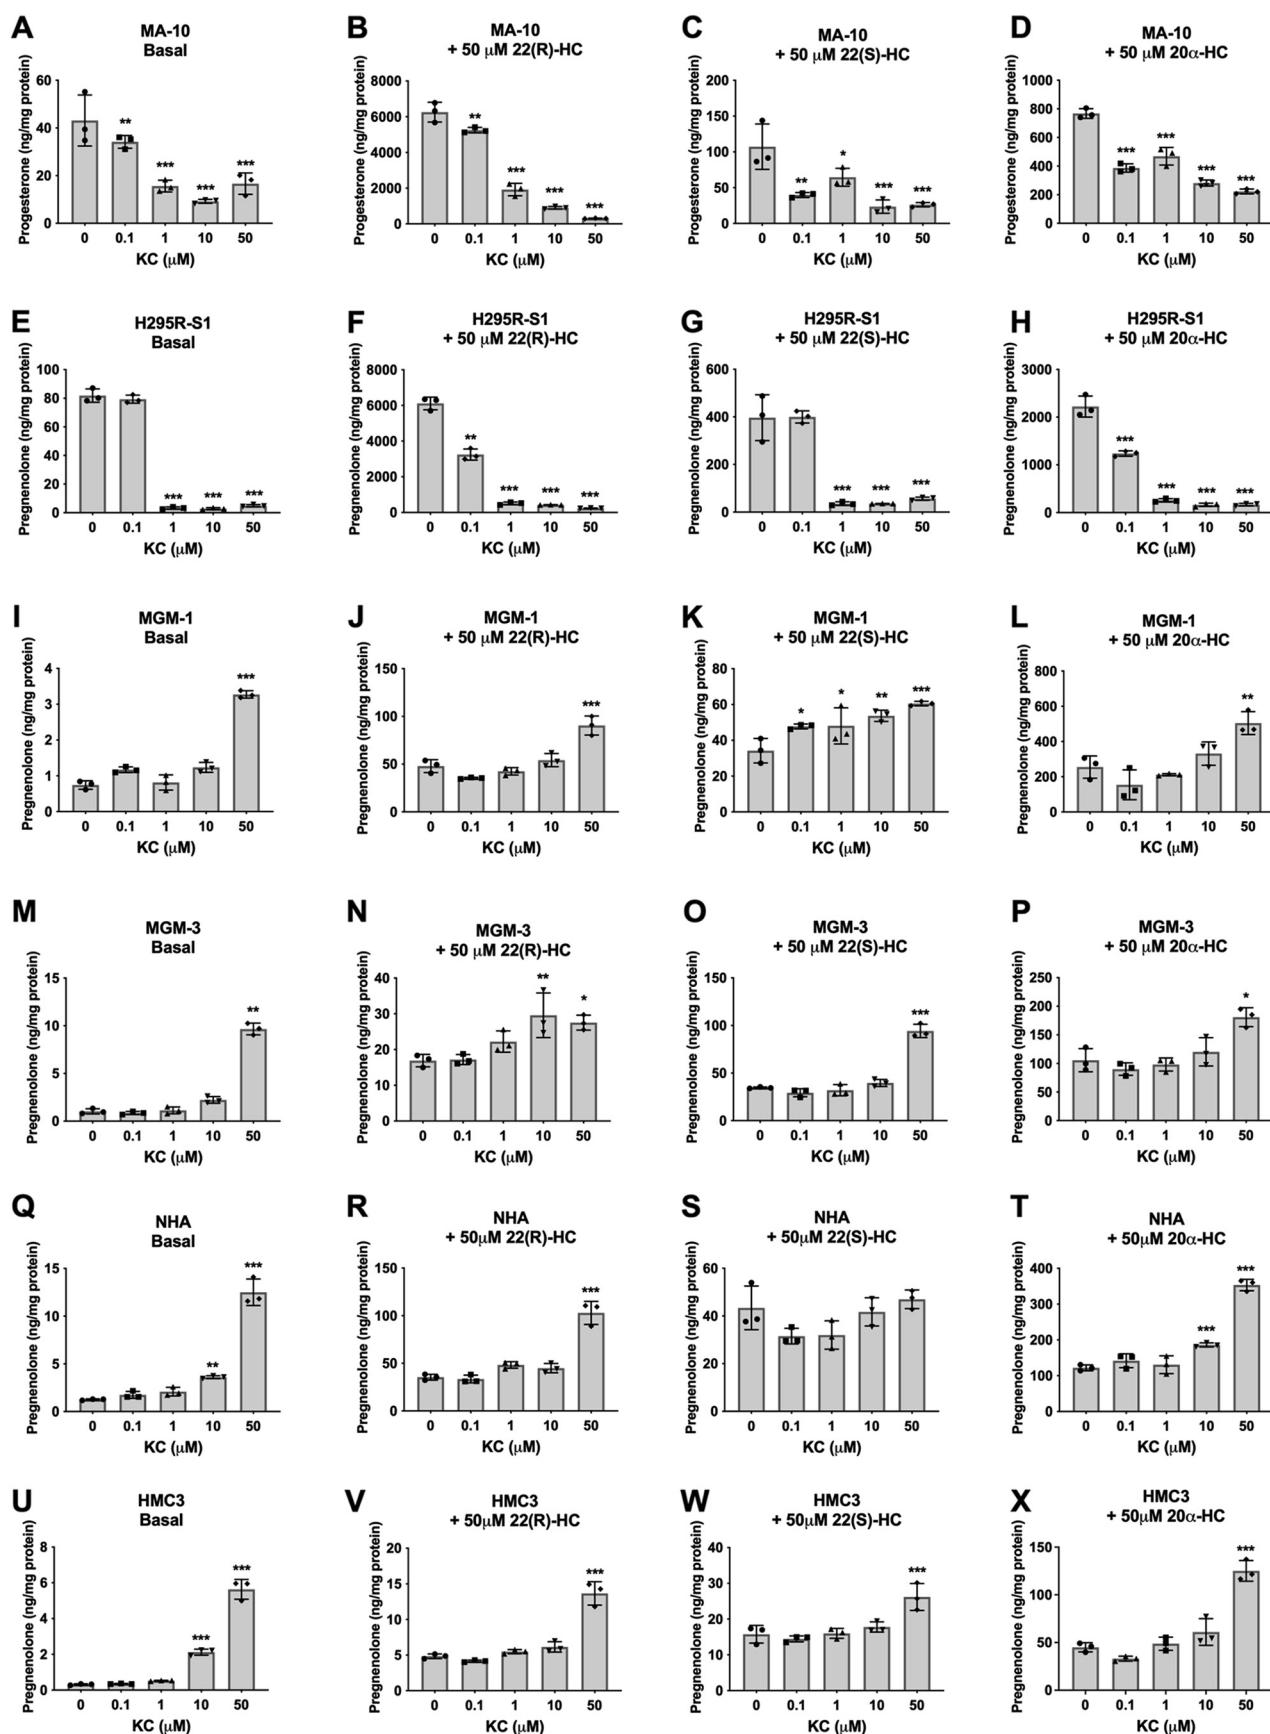 A
MA-10
Basal
Progesterone (ng/mg protein)
60
40
20
0
**
***
***
***
0 0.1 1 10 50
KC (μM)
B
MA-10
+ 50 μM 22(R)-HC
Progesterone (ng/mg protein)
8000
6000
4000
2000
0
**
***
***
***
0 0.1 1 10 50
KC (μM)
C
MA-10
+ 50 μM 22(S)-HC
Progesterone (ng/mg protein)
200
150
100
50
0
**
*
***
***
0 0.1 1 10 50
KC (μM)
D
MA-10
+ 50 μM 20α-HC
Progesterone (ng/mg protein)
1000
800
600
400
200
0
***
***
***
***
0 0.1 1 10 50
KC (μM)
E
H295R-S1
Basal
Pregnenolone (ng/mg protein)
100
80
60
40
20
0
***
***
***
0 0.1 1 10 50
KC (μM)
F
H295R-S1
+ 50 μM 22(R)-HC
Pregnenolone (ng/mg protein)
8000
6000
4000
2000
0
**
***
***
***
0 0.1 1 10 50
KC (μM)
G
H295R-S1
+ 50 μM 22(S)-HC
Pregnenolone (ng/mg protein)
600
400
200
0
***
***
***
0 0.1 1 10 50
KC (μM)
H
H295R-S1
+ 50 μM 20α-HC
Pregnenolone (ng/mg protein)
3000
2000
1000
0
***
***
***
***
0 0.1 1 10 50
KC (μM)
I
MGM-1
Basal
Pregnenolone (ng/mg protein)
4
3
2
1
0
***
0 0.1 1 10 50
KC (μM)
J
MGM-1
+ 50 μM 22(R)-HC
Pregnenolone (ng/mg protein)
150
100
50
0
***
0 0.1 1 10 50
KC (μM)
K
MGM-1
+ 50 μM 22(S)-HC
Pregnenolone (ng/mg protein)
80
60
40
20
0
*
*
**
***
0 0.1 1 10 50
KC (μM)
L
MGM-1
+ 50 μM 20α-HC
Pregnenolone (ng/mg protein)
800
600
400
200
0
**
0 0.1 1 10 50
KC (μM)
M
MGM-3
Basal
Pregnenolone (ng/mg protein)
15
10
5
0
**
0 0.1 1 10 50
KC (μM)
N
MGM-3
+ 50 μM 22(R)-HC
Pregnenolone (ng/mg protein)
40
30
20
10
0
**
*
0 0.1 1 10 50
KC (μM)
O
MGM-3
+ 50 μM 22(S)-HC
Pregnenolone (ng/mg protein)
150
100
50
0
***
0 0.1 1 10 50
KC (μM)
P
MGM-3
+ 50 μM 20α-HC
Pregnenolone (ng/mg protein)
250
200
150
100
50
0
*
0 0.1 1 10 50
KC (μM)
Q
NHA
Basal
Pregnenolone (ng/mg protein)
15
10
5
0
**
***
0 0.1 1 10 50
KC (μM)
R
NHA
+ 50μM 22(R)-HC
Pregnenolone (ng/mg protein)
150
100
50
0
***
0 0.1 1 10 50
KC (μM)
S
NHA
+ 50μM 22(S)-HC
Pregnenolone (ng/mg protein)
60
40
20
0
0 0.1 1 10 50
KC (μM)
T
NHA
+ 50μM 20α-HC
Pregnenolone (ng/mg protein)
400
300
200
100
0
***
***
0 0.1 1 10 50
KC (μM)
U
HMC3
Basal
Pregnenolone (ng/mg protein)
8
6
4
2
0
***
***
0 0.1 1 10 50
KC (μM)
V
HMC3
+ 50μM 22(R)-HC
Pregnenolone (ng/mg protein)
20
15
10
5
0
***
0 0.1 1 10 50
KC (μM)
W
HMC3
+ 50μM 22(S)-HC
Pregnenolone (ng/mg protein)
40
30
20
10
0
***
0 0.1 1 10 50
KC (μM)
X
HMC3
+ 50μM 20α-HC
Pregnenolone (ng/mg protein)
150
100
50
0
***
0 0.1 1 10 50
KC (μM)